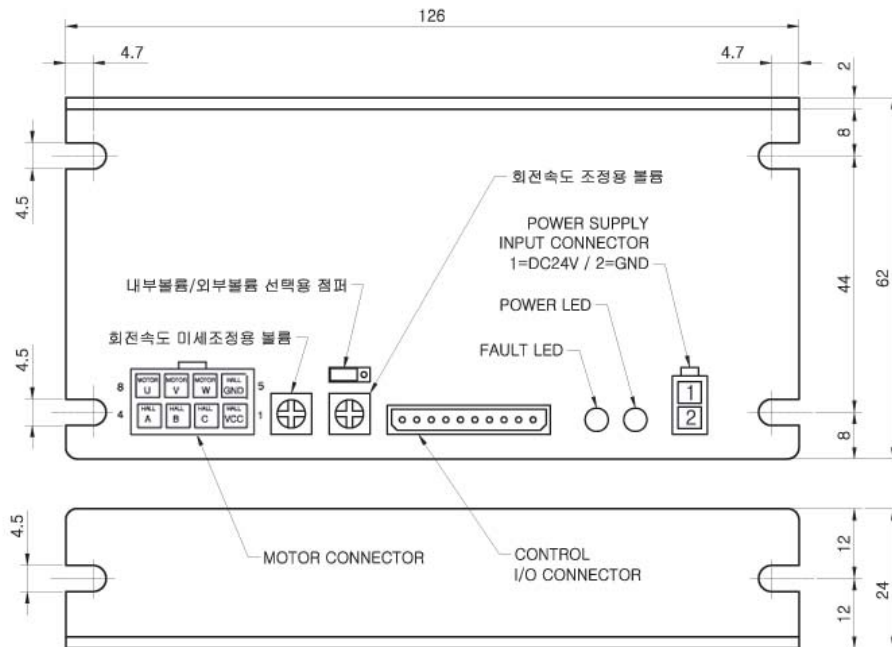 126
4.7
4.7
2
8
4.5
회전속도 조정용 볼륨
POWER SUPPLY
INPUT CONNECTOR
1=DC24V / 2=GND
44
62
내부볼륨/외부볼륨 선택용 점퍼
POWER LED
회전속도 미세조정용 볼륨
FAULT LED
8
MOTOR
U
MOTOR
V
MOTOR
W
HALL
GND
5
4
HALL
A
HALL
B
HALL
C
HALL
VCC
1
1
2
4.5
8
4.5
MOTOR CONNECTOR
CONTROL
I/O CONNECTOR
12
24
12